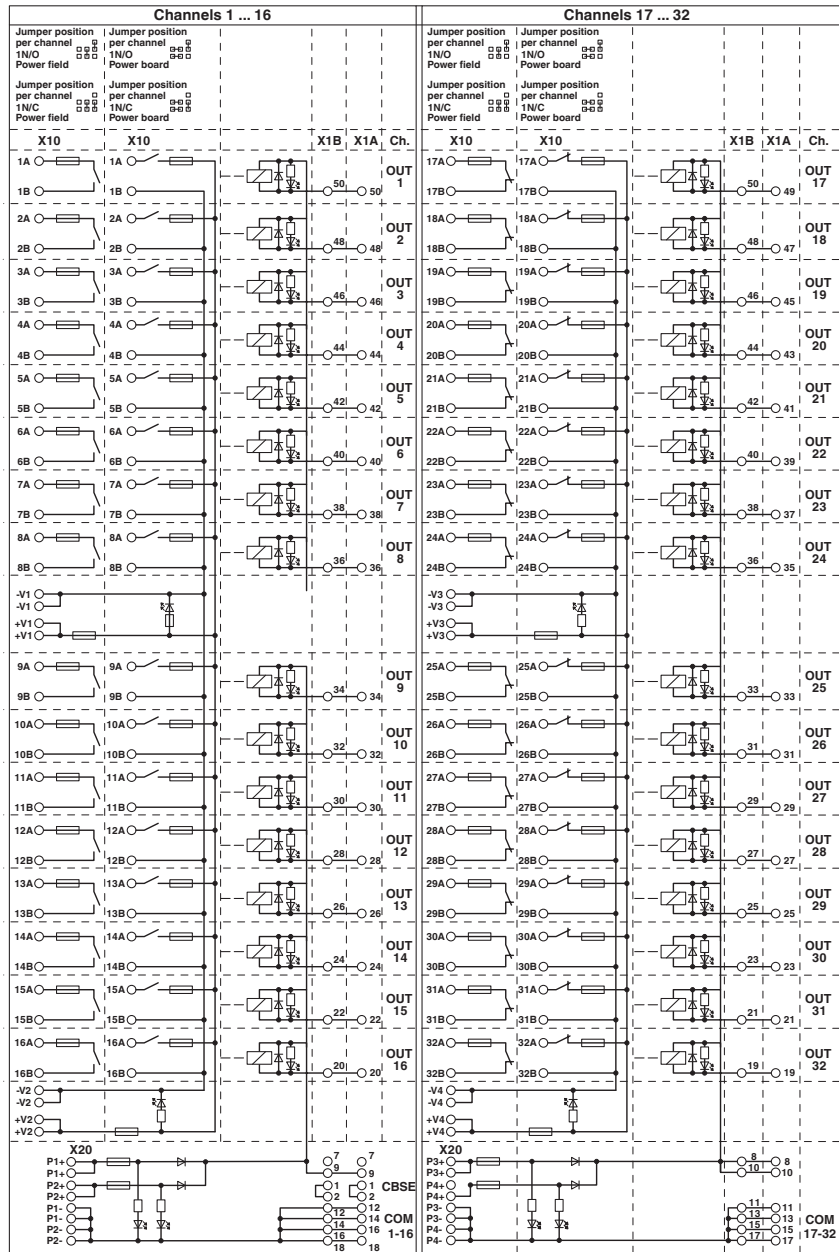 Channels 1 ... 16 Channels 17 ... 32
Jumper position Jumper position Jumper position Jumper position
per channel per channel per channel per channel
1N/O 1N/O 1N/O 1N/O
Power field Power board Power field Power board
Jumper position Jumper position Jumper position Jumper position
per channel per channel per channel per channel
1N/C 1N/C 1N/C 1N/C
Power field Power board Power field Power board
X10 X10 X1B X1A Ch. X10 X10 X1B X1A Ch.
1A 1A OUT 17A 17A OUT
1B 1B 50 50 1 17B 17B 50 49 17
2A 2A OUT 18A 18A OUT
2B 2B 48 48 2 18B 18B 48 47 18
3A 3A OUT 19A 19A OUT
3B 3B 46 46 3 19B 19B 46 45 19
4A 4A OUT 20A 20A OUT
4B 4B 44 44 4 20B 20B 44 43 20
5A 5A OUT 21A 21A OUT
5B 5B 42 42 5 21B 21B 42 41 21
6A 6A OUT 22A 22A OUT
6B 6B 40 40 6 22B 22B 40 39 22
7A 7A OUT 23A 23A OUT
7B 7B 38 38 7 23B 23B 38 37 23
8A 8A OUT 24A 24A OUT
8B 8B 36 36 8 24B 24B 36 35 24
-V1 -V3
-V1 -V3
+V1 +V3
+V1 +V3
9A 9A OUT 25A 25A OUT
9B 9B 34 34 9 25B 25B 33 33 25
10A 10A OUT 26A 26A OUT
10B 10B 32 32 10 26B 26B 31 31 26
11A 11A OUT 27A 27A OUT
11B 11B 30 30 11 27B 27B 29 29 27
12A 12A OUT 28A 28A OUT
12B 12B 28 28 12 28B 28B 27 27 28
13A 13A OUT 29A 29A OUT
13B 13B 26 26 13 29B 29B 25 25 29
14A 14A OUT 30A 30A OUT
14B 14B 24 24 14 30B 30B 23 23 30
15A 15A OUT 31A 31A OUT
15B 15B 22 22 15 31B 31B 21 21 31
16A 16A OUT 32A 32A OUT
16B 16B 20 20 16 32B 32B 19 19 32
-V2 -V4
-V2 -V4
+V2 +V4
+V2 +V4
X20 X20
P1+ 7 7 P3+ 8 8
P1+ 9 9 P3+ 10 10
P2+ 1 1 CBSE P4+
P2+ 2 2 P4+
P1- 12 12 P3- 11 11
P1- 14 14 COM P3- 13 13 COM
P2- 16 16 1-16 P4- 15 15 17-32
P2- 18 18 P4- 17 17